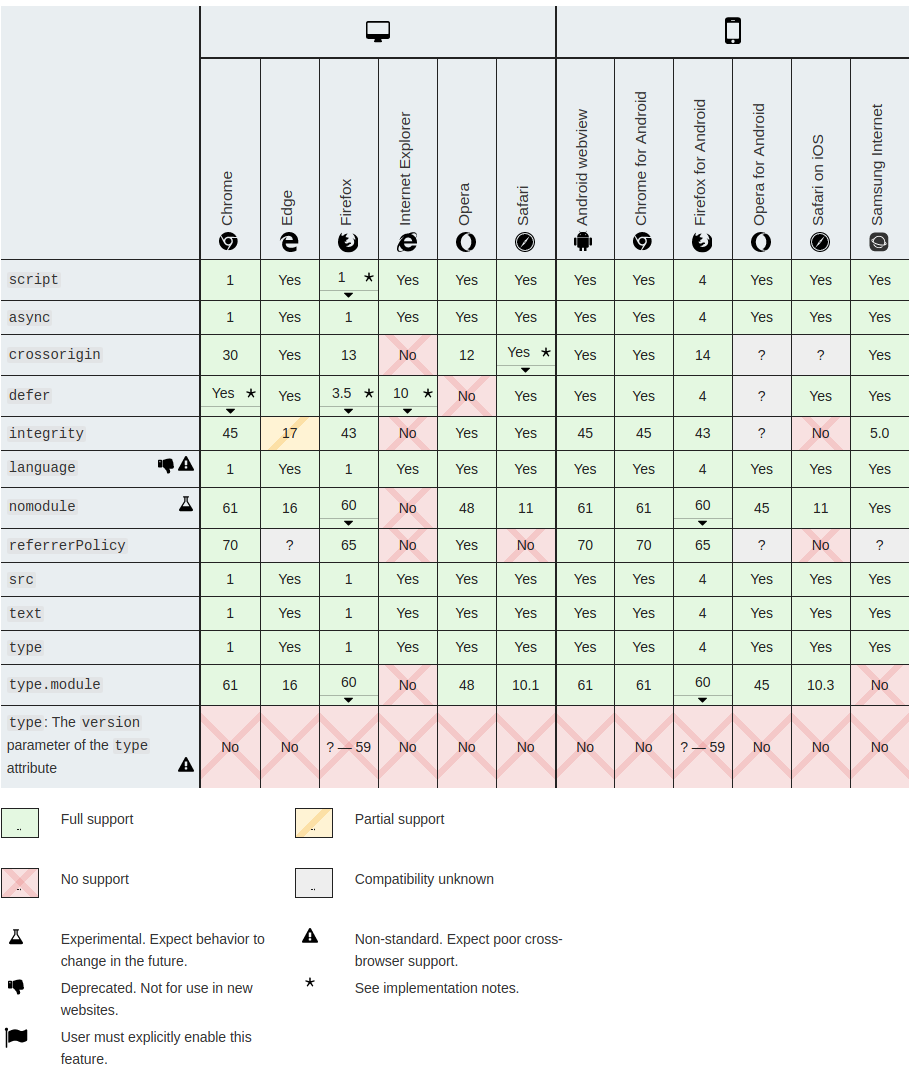 Chrome Edge Firefox Internet Explorer Opera Safari Android webview Chrome for Android Firefox for Android Opera for Android Safari on iOS Samsung Internet
script 1 Yes 1 * Yes Yes Yes Yes Yes 4 Yes Yes Yes
async 1 Yes 1 Yes Yes Yes Yes Yes 4 Yes Yes Yes
crossorigin 30 Yes 13 No 12 Yes * Yes Yes 14 ? ? Yes
defer Yes * Yes 3.5 * 10 * No Yes Yes Yes 4 ? Yes Yes
integrity 45 17 43 No Yes Yes 45 45 43 ? No 5.0
language 1 Yes 1 Yes Yes Yes Yes Yes 4 Yes Yes Yes
nomodule 61 16 60 No 48 11 61 61 60 45 11 Yes
referrerPolicy 70 ? 65 No Yes No 70 70 65 ? No ?
src 1 Yes 1 Yes Yes Yes Yes Yes 4 Yes Yes Yes
text 1 Yes 1 Yes Yes Yes Yes Yes 4 Yes Yes Yes
type 1 Yes 1 Yes Yes Yes Yes Yes 4 Yes Yes Yes
type.module 61 16 60 No 48 10.1 61 61 60 45 10.3 No
type: The version
parameter of the type
attribute
No No ? — 59 No No No No No ? — 59 No No No
.. Full support .. Partial support
.. No support .. Compatibility unknown
Experimental. Expect behavior to
change in the future.
Non-standard. Expect poor cross-
browser support.
Deprecated. Not for use in new
websites.
* See implementation notes.
User must explicitly enable this
feature.